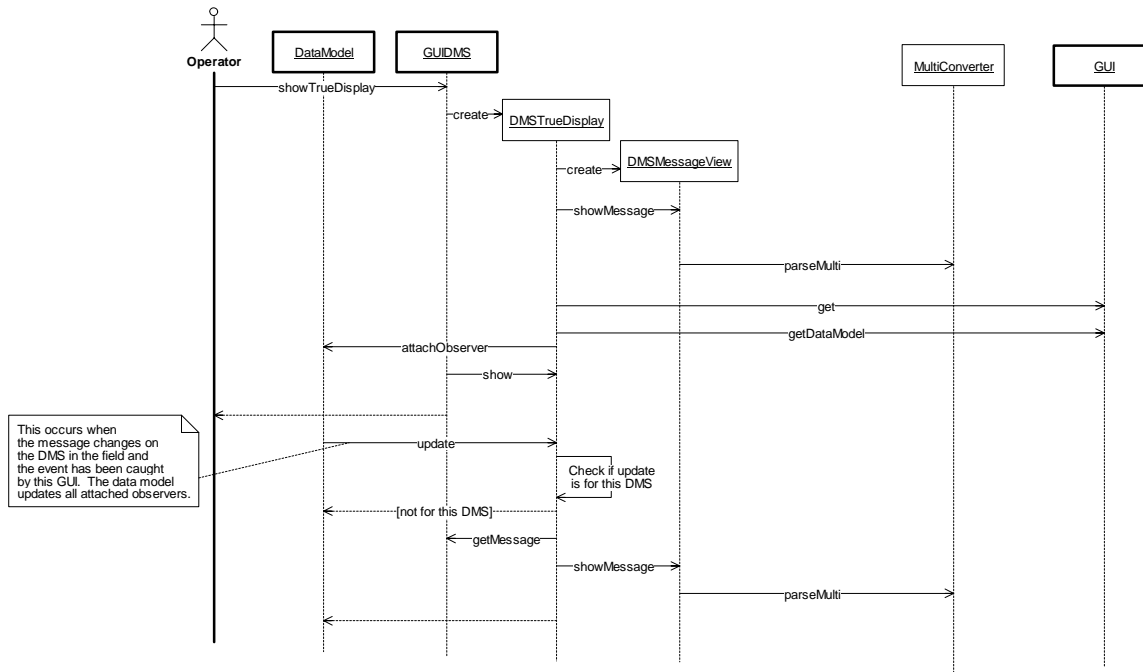 Operator
DataModel
GUIDMS
MultiConverter
GUI
showTrueDisplay
create
DMSTrueDisplay
create
DMSMessageView
showMessage
parseMulti
get
getDataModel
attachObserver
show
This occurs when
the message changes on
the DMS in the field and
the event has been caught
by this GUI.  The data model
updates all attached observers.
update
Check if update
is for this DMS
[not for this DMS]
getMessage
showMessage
parseMulti